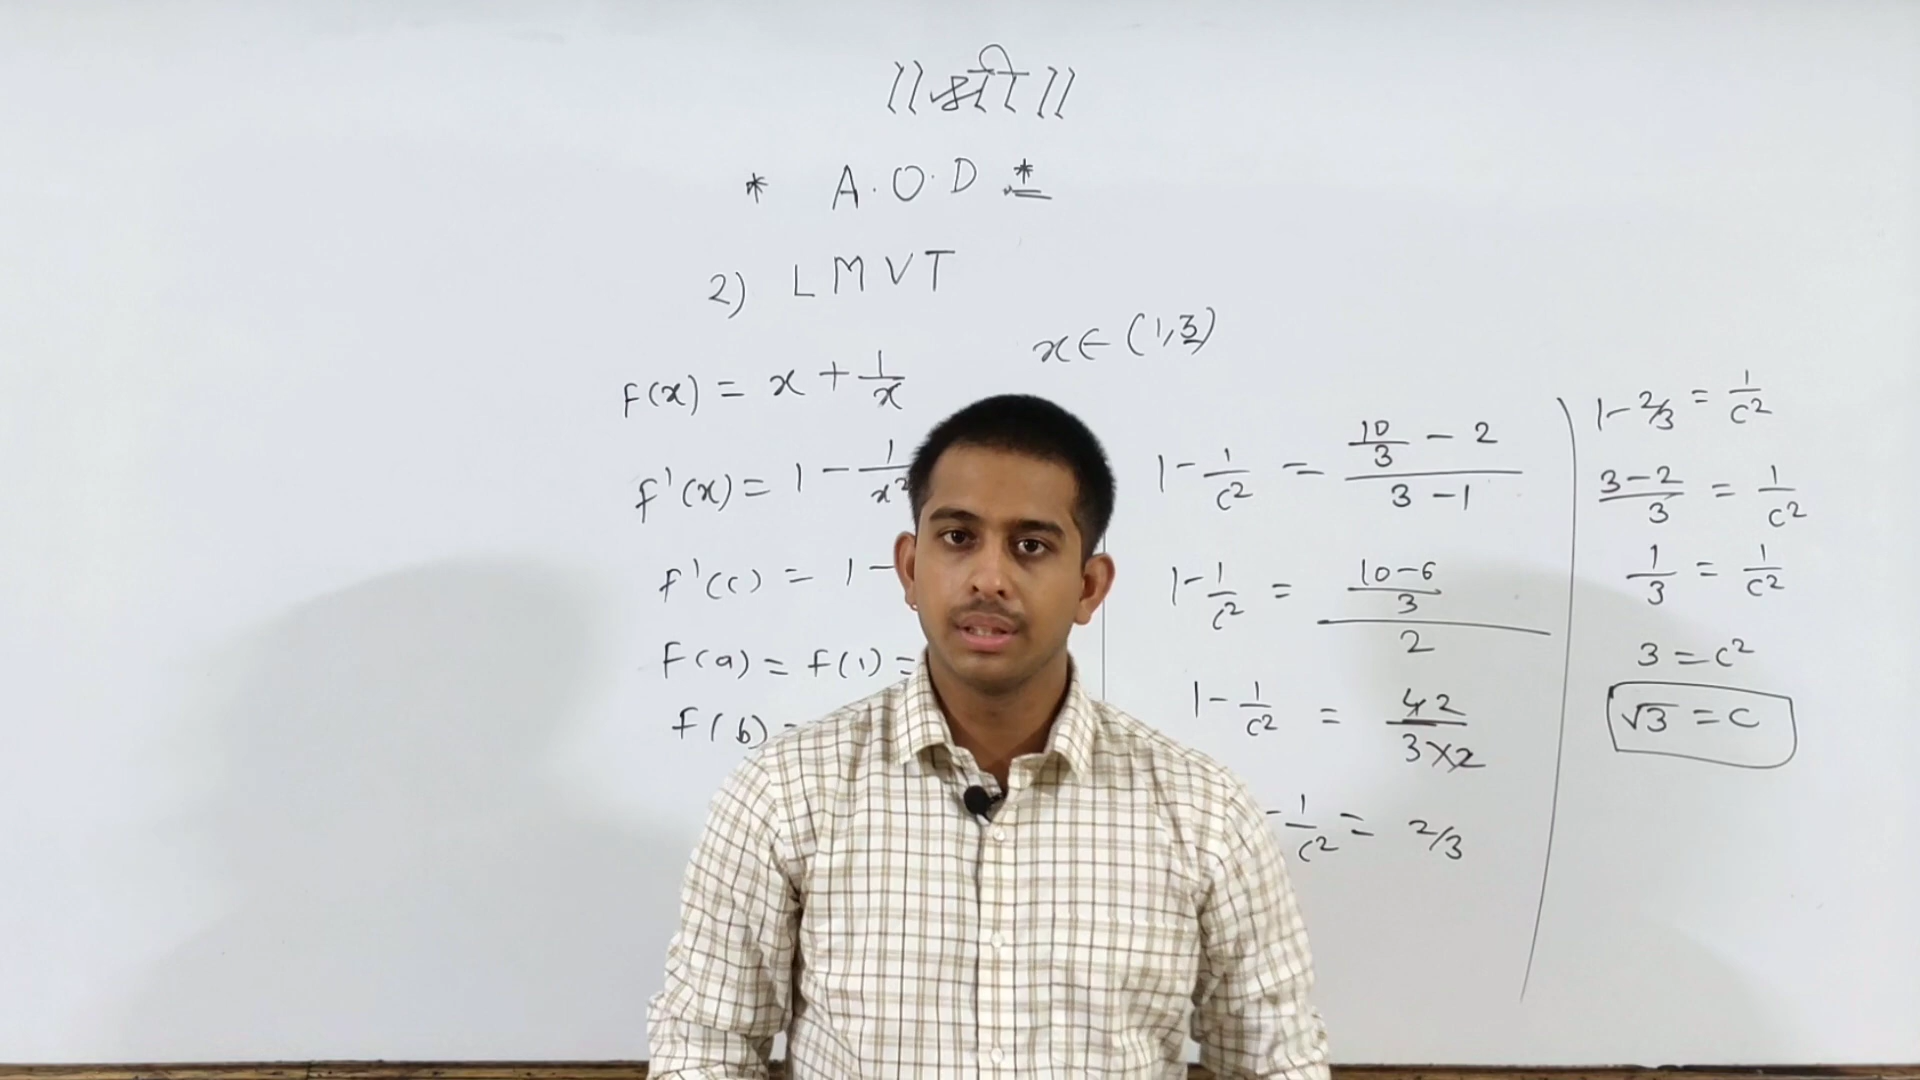 ॥ श्री ॥
* A.O.D *
2) LMVT
x ∈ (1,3)
F(x) = x + 1/x
f'(x) = 1 - 1/x²
f'(c) = 1 -
F(a) = f(1) =
F(b) =
1 - 1/c² = (10/3 - 2)/(3 - 1)
1 - 1/c² = ((10-6)/3)/2
1 - 1/c² = 42/(3×2)
- 1/c² = 2/3
1 - 2/3 = 1/c²
(3-2)/3 = 1/c²
1/3 = 1/c²
3 = c²
√3 = c